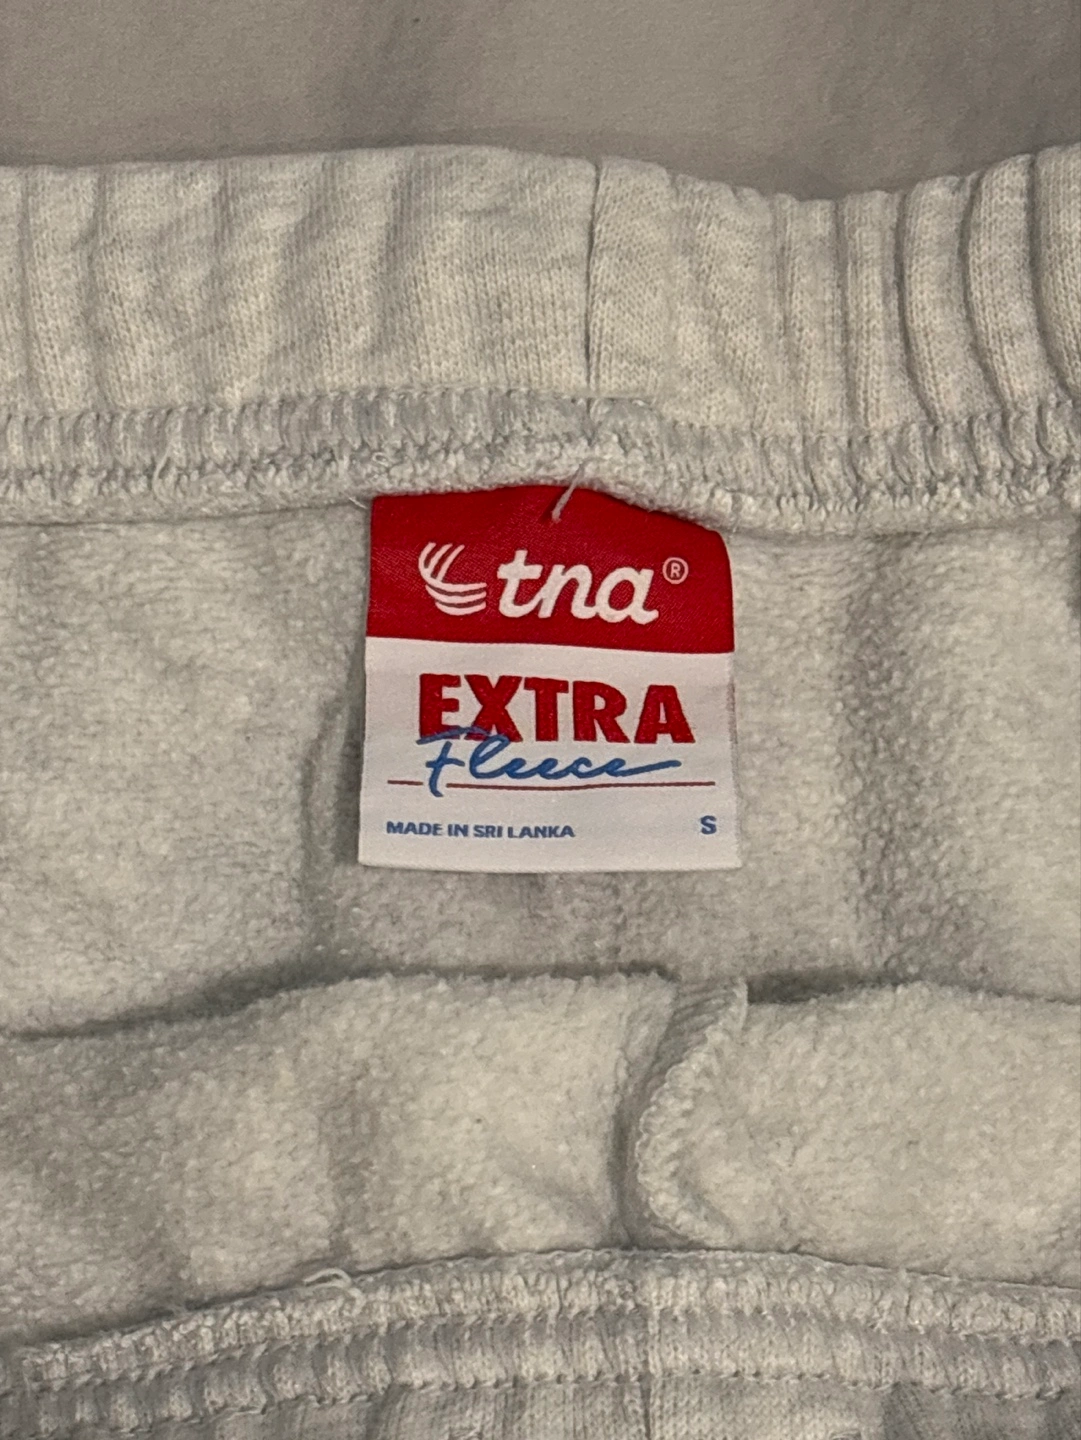 tna®
EXTRA
Fleece
MADE IN SRI LANKA S